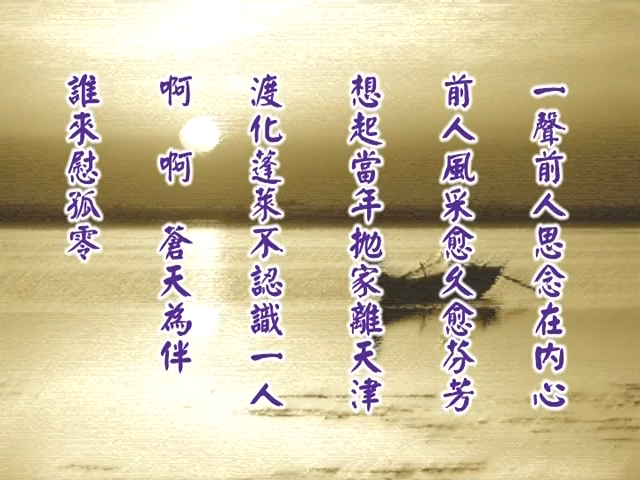 一聲前人思念在内心
前人風采愈久愈芬芳
想起當年拋家離天津
渡化蓬萊不認識一人
啊 啊 蒼天為伴
誰來慰孤零